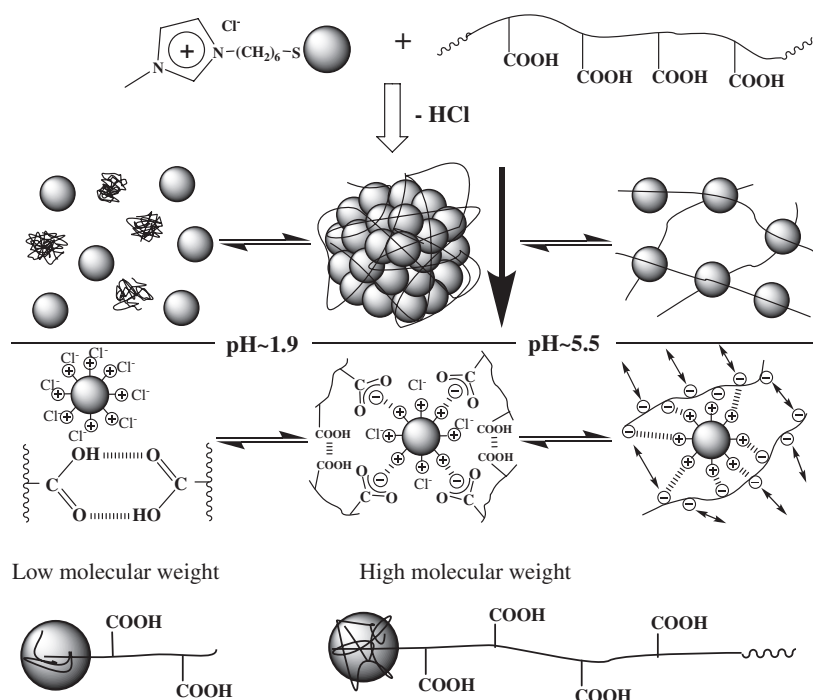 Cl-
N
+
N-(CH2)6-S
+
COOH
COOH
COOH
COOH
- HCl
pH~1.9
pH~5.5
Cl- Cl- Cl-
Cl- Cl-
Cl- Cl-
Cl-
+ + + + + + + +
OH O
C C
O HO
O C O
Cl-
O C O
- -
+ + +
COOH
Cl- + + Cl-
COOH
COOH
COOH
+ + +
- -
O C O
Cl-
O C O
- - - - -
+ + +
- + + -
+ + +
- - - - -
Low molecular weight
High molecular weight
COOH
COOH
COOH
COOH
COOH
COOH